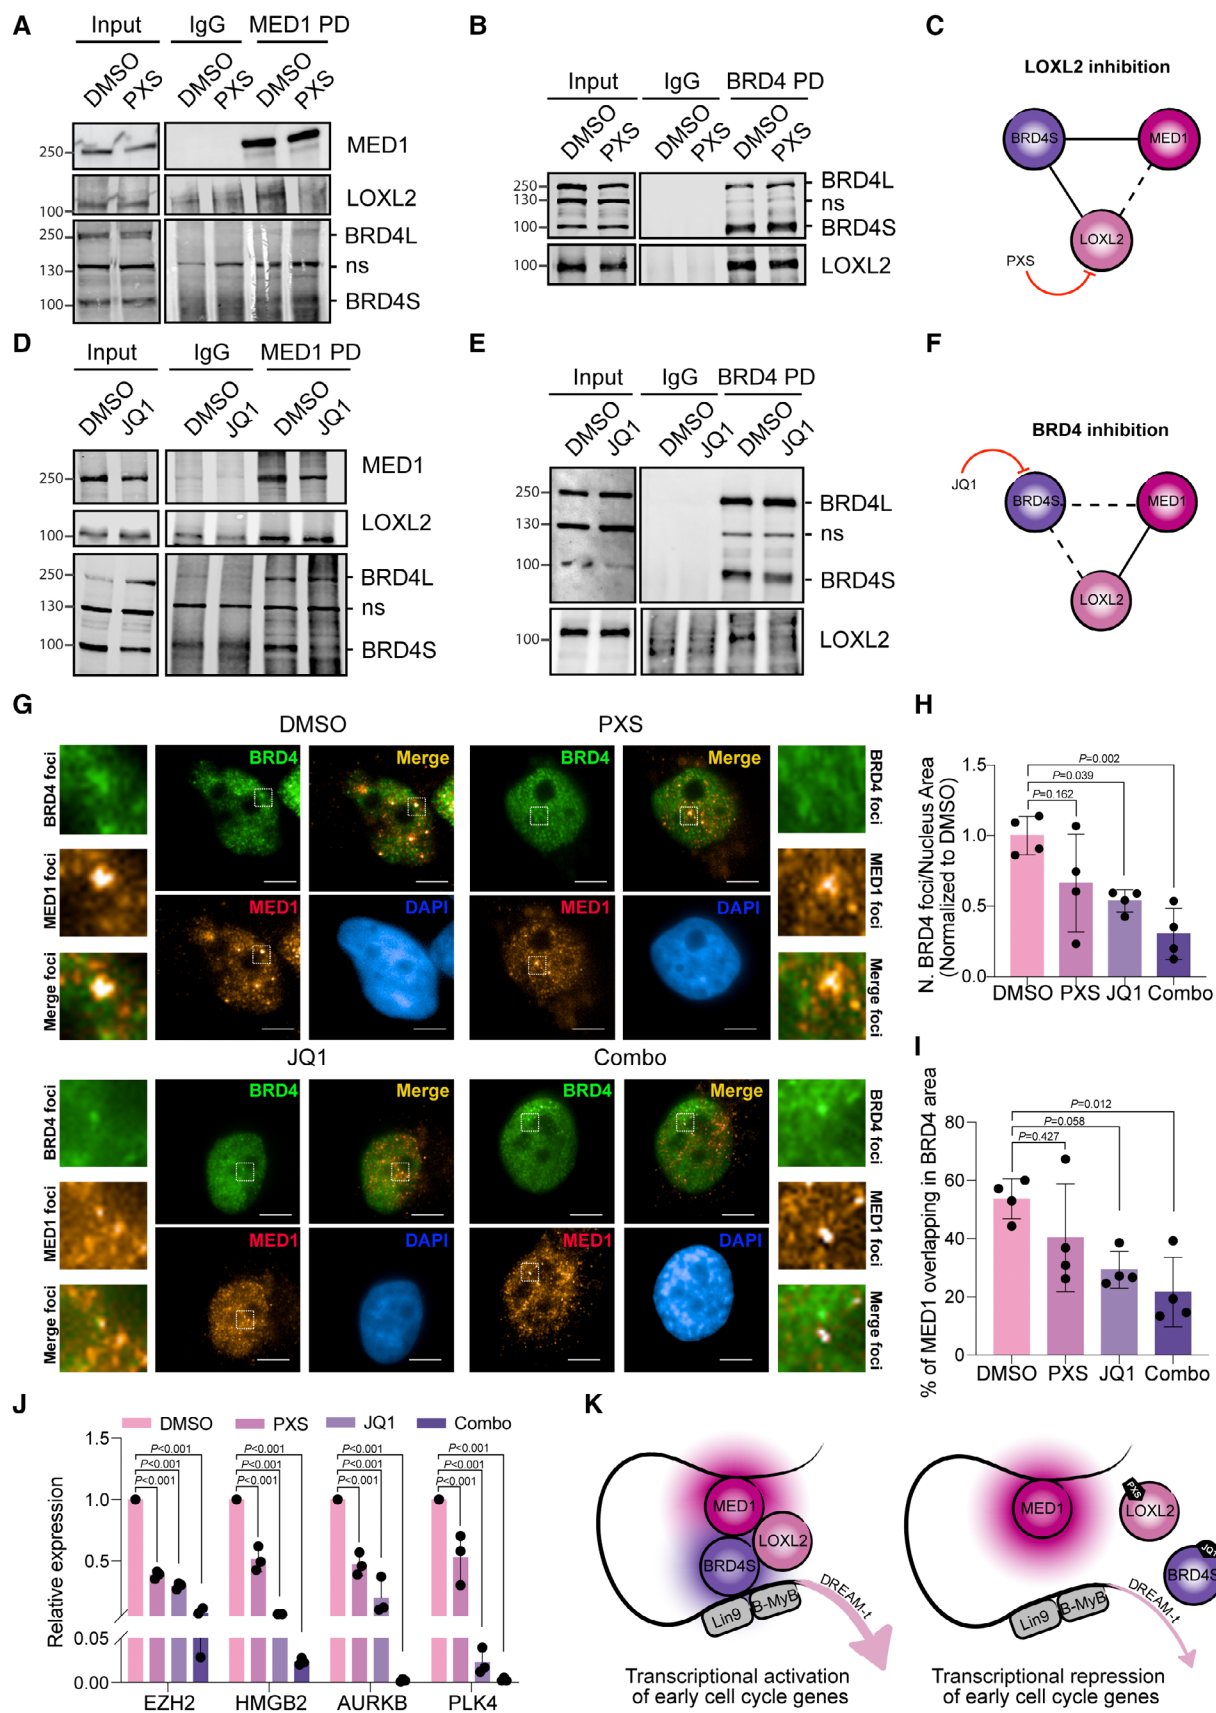 A
Input IgG MED1 PD
DMSO PXS DMSO PXS DMSO PXS
250 MED1
100 LOXL2
250 BRD4L
130 ns
100 BRD4S
B
Input IgG BRD4 PD
DMSO PXS DMSO PXS DMSO PXS
250 BRD4L
130 ns
100 BRD4S
100 LOXL2
C
LOXL2 inhibition
BRD4S MED1
LOXL2
PXS
D
Input IgG MED1 PD
DMSO JQ1 DMSO JQ1 DMSO JQ1
250 MED1
100 LOXL2
250 BRD4L
130 ns
100 BRD4S
E
Input IgG BRD4 PD
DMSO JQ1 DMSO JQ1 DMSO JQ1
250 BRD4L
130 ns
100 BRD4S
100 LOXL2
F
BRD4 inhibition
JQ1
BRD4S MED1
LOXL2
G
DMSO PXS
BRD4 foci BRD4 Merge BRD4 Merge BRD4 foci
MED1 foci MED1 DAPI MED1 DAPI MED1 foci
Merge foci Merge foci
JQ1 Combo
BRD4 foci BRD4 Merge BRD4 Merge BRD4 foci
MED1 foci MED1 DAPI MED1 DAPI MED1 foci
Merge foci Merge foci
H
N. BRD4 foci/Nucleus Area
(Normalized to DMSO)
1.5
1.0
0.5
0.0
P=0.002
P=0.039
P=0.162
DMSO PXS JQ1 Combo
I
% of MED1 overlapping in BRD4 area
80
60
40
20
0
P=0.012
P=0.058
P=0.427
DMSO PXS JQ1 Combo
J
DMSO PXS JQ1 Combo
Relative expression
1.5
1.0
0.5
0.05
0.00
P<0.001 P<0.001 P<0.001 P<0.001
P<0.001 P<0.001 P<0.001 P<0.001
P<0.001 P<0.001 P<0.001 P<0.001
EZH2 HMGB2 AURKB PLK4
K
MED1
LOXL2
BRD4S
Lin9 B-MyB
DREAM-t
Transcriptional activation
of early cell cycle genes
MED1
PXS
LOXL2
JQ1
BRD4S
Lin9 B-MyB
DREAM-t
Transcriptional repression
of early cell cycle genes